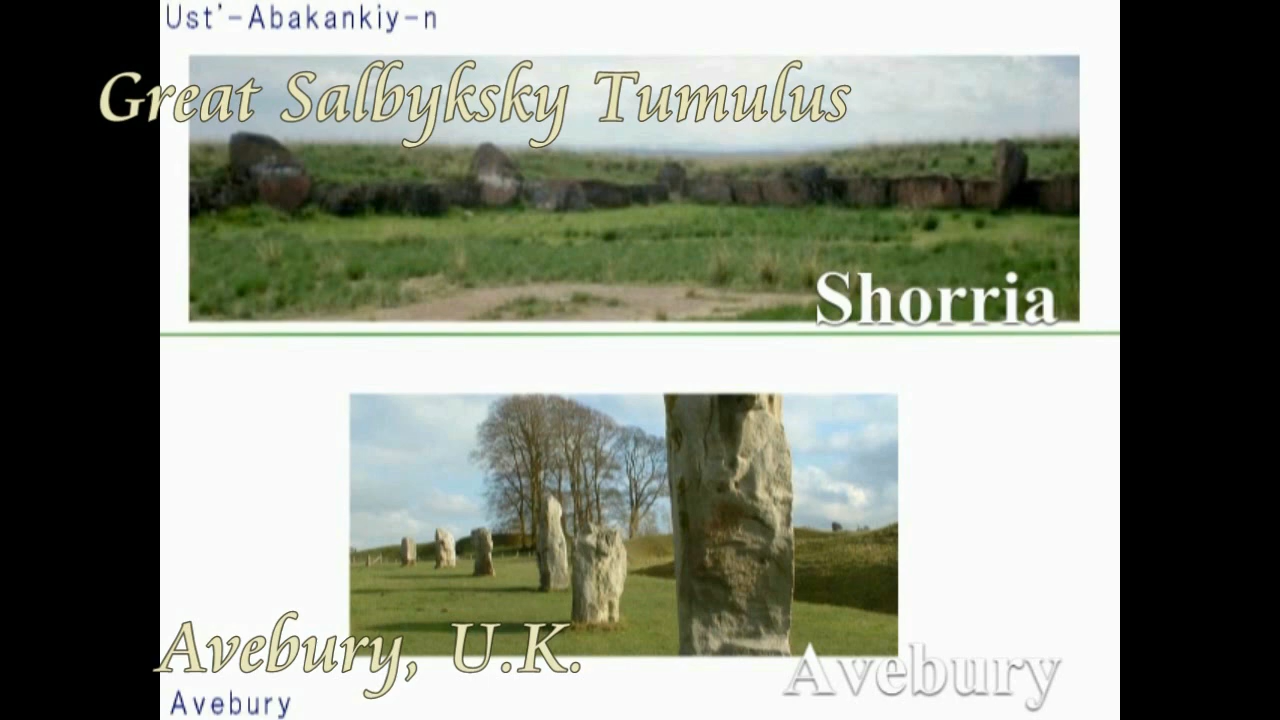 Ust'-Abakankiy-n
Great Salbyksky Tumulus
Shorria
Avebury, U.K.
Avebury
Avebury